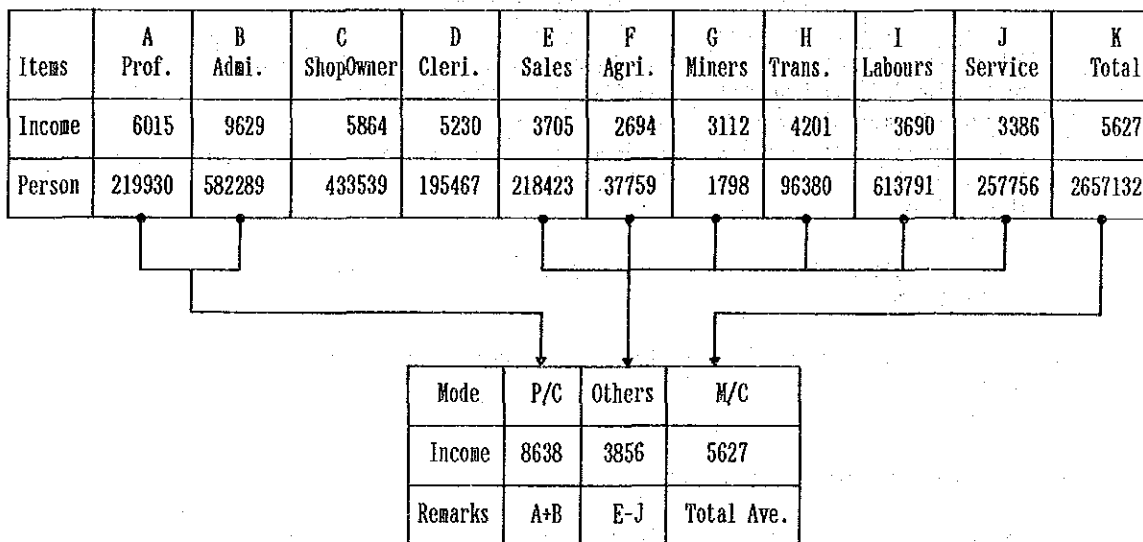 Items A Prof. B Admi. C ShopOwner D Cleri. E Sales F Agri. G Miners H Trans. I Labours J Service K Total
Income 6015 9629 5864 5230 3705 2694 3112 4201 3690 3386 5627
Person 219930 582289 433539 195467 218423 37759 1798 96380 613791 257756 2657132
Mode P/C Others M/C
Income 8638 3856 5627
Remarks A+B E-J Total Ave.